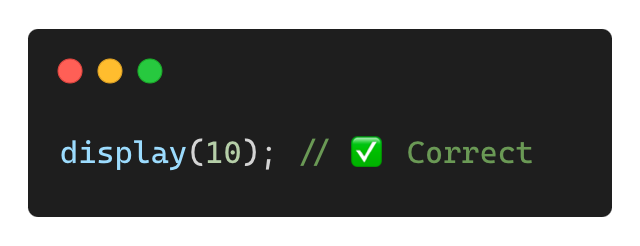 display(10); // ✅ Correct